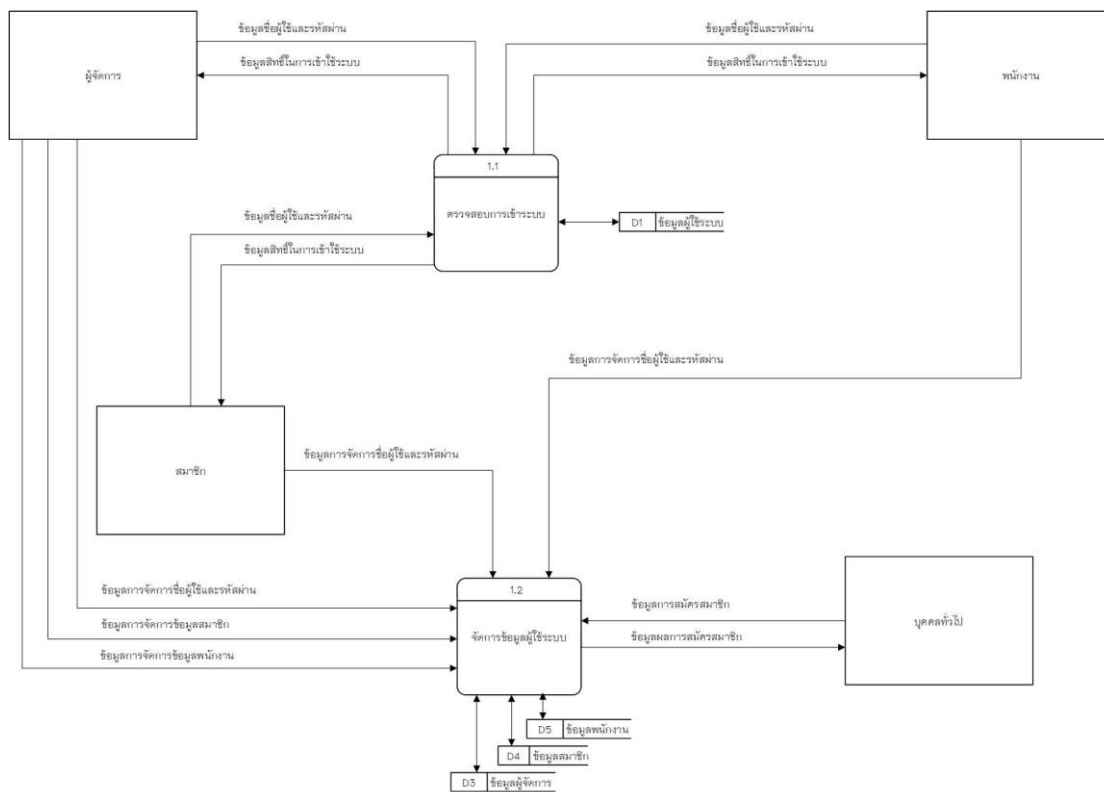 ข้อมูลชื่อผู้ใช้และรหัสผ่าน
ข้อมูลชื่อผู้ใช้และรหัสผ่าน
ข้อมูลสิทธิ์ในการเข้าใช้ระบบ
ข้อมูลสิทธิ์ในการเข้าใช้ระบบ
ผู้จัดการ
พนักงาน
1.1
ตรวจสอบการเข้าระบบ
D1 ข้อมูลผู้ใช้ระบบ
ข้อมูลชื่อผู้ใช้และรหัสผ่าน
ข้อมูลสิทธิ์ในการเข้าใช้ระบบ
ข้อมูลการจัดการชื่อผู้ใช้และรหัสผ่าน
ข้อมูลการจัดการชื่อผู้ใช้และรหัสผ่าน
สมาชิก
1.2
ข้อมูลการจัดการชื่อผู้ใช้และรหัสผ่าน
ข้อมูลการจัดการข้อมูลสมาชิก
ข้อมูลการจัดการข้อมูลพนักงาน
จัดการข้อมูลผู้ใช้ระบบ
ข้อมูลการสมัครสมาชิก
ข้อมูลผลการสมัครสมาชิก
บุคคลทั่วไป
D5 ข้อมูลพนักงาน
D4 ข้อมูลสมาชิก
D3 ข้อมูลผู้จัดการ